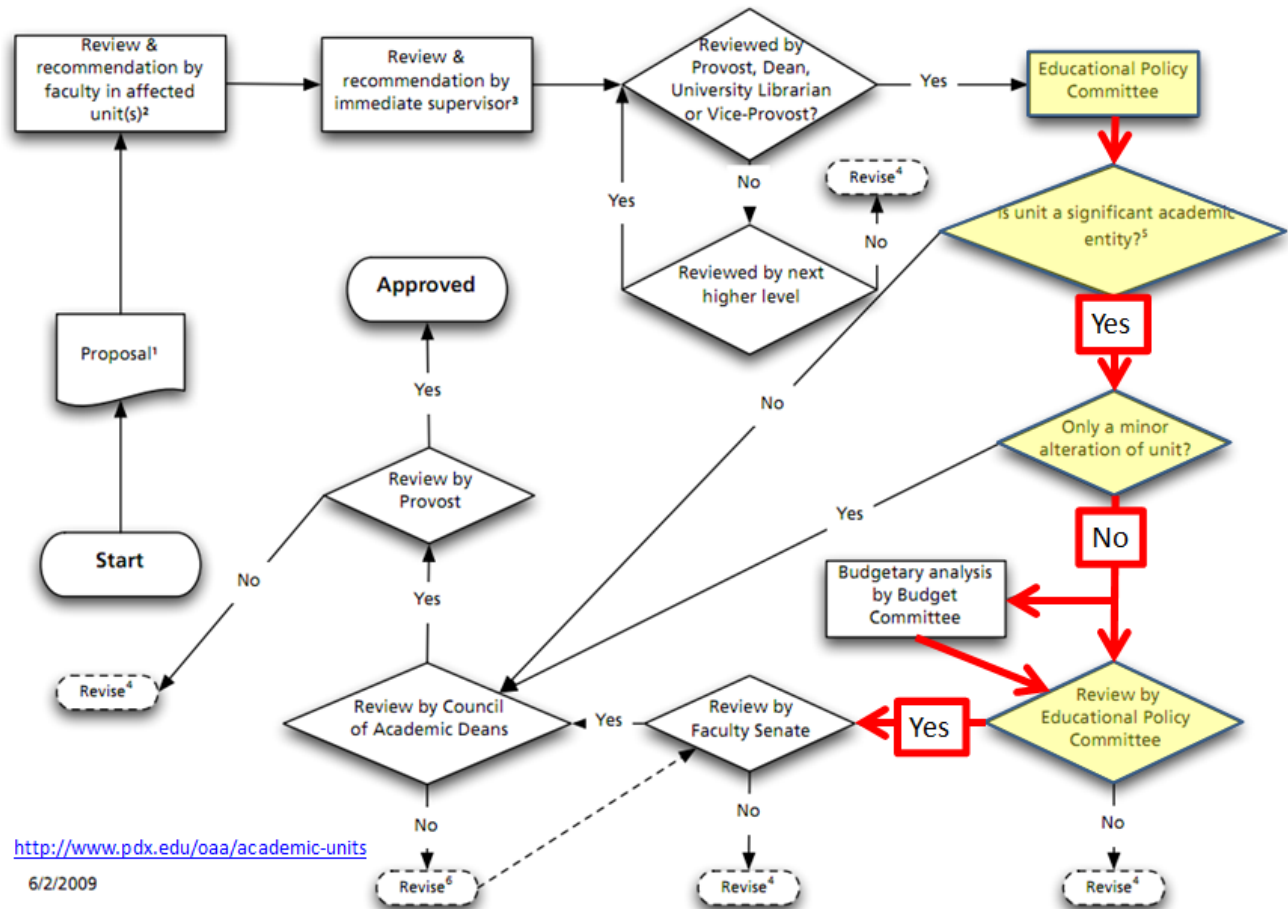 Review &
recommendation by
faculty in affected
unit(s)²
Review &
recommendation by
immediate supervisor³
Reviewed by
Provost, Dean,
University Librarian
or Vice-Provost?
Yes
Educational Policy
Committee
No
Yes
Revise⁴
No
Reviewed by next
higher level
Is unit a significant academic
entity?⁵
Yes
No
Only a minor
alteration of unit?
Yes
No
Budgetary analysis
by Budget
Committee
Review by
Educational Policy
Committee
Yes
No
Revise⁴
Review by
Faculty Senate
Yes
No
Revise⁴
Review by Council
of Academic Deans
No
Revise⁶
Yes
Review by
Provost
Yes
Approved
No
Revise⁴
Proposal¹
Start
http://www.pdx.edu/oaa/academic-units
6/2/2009